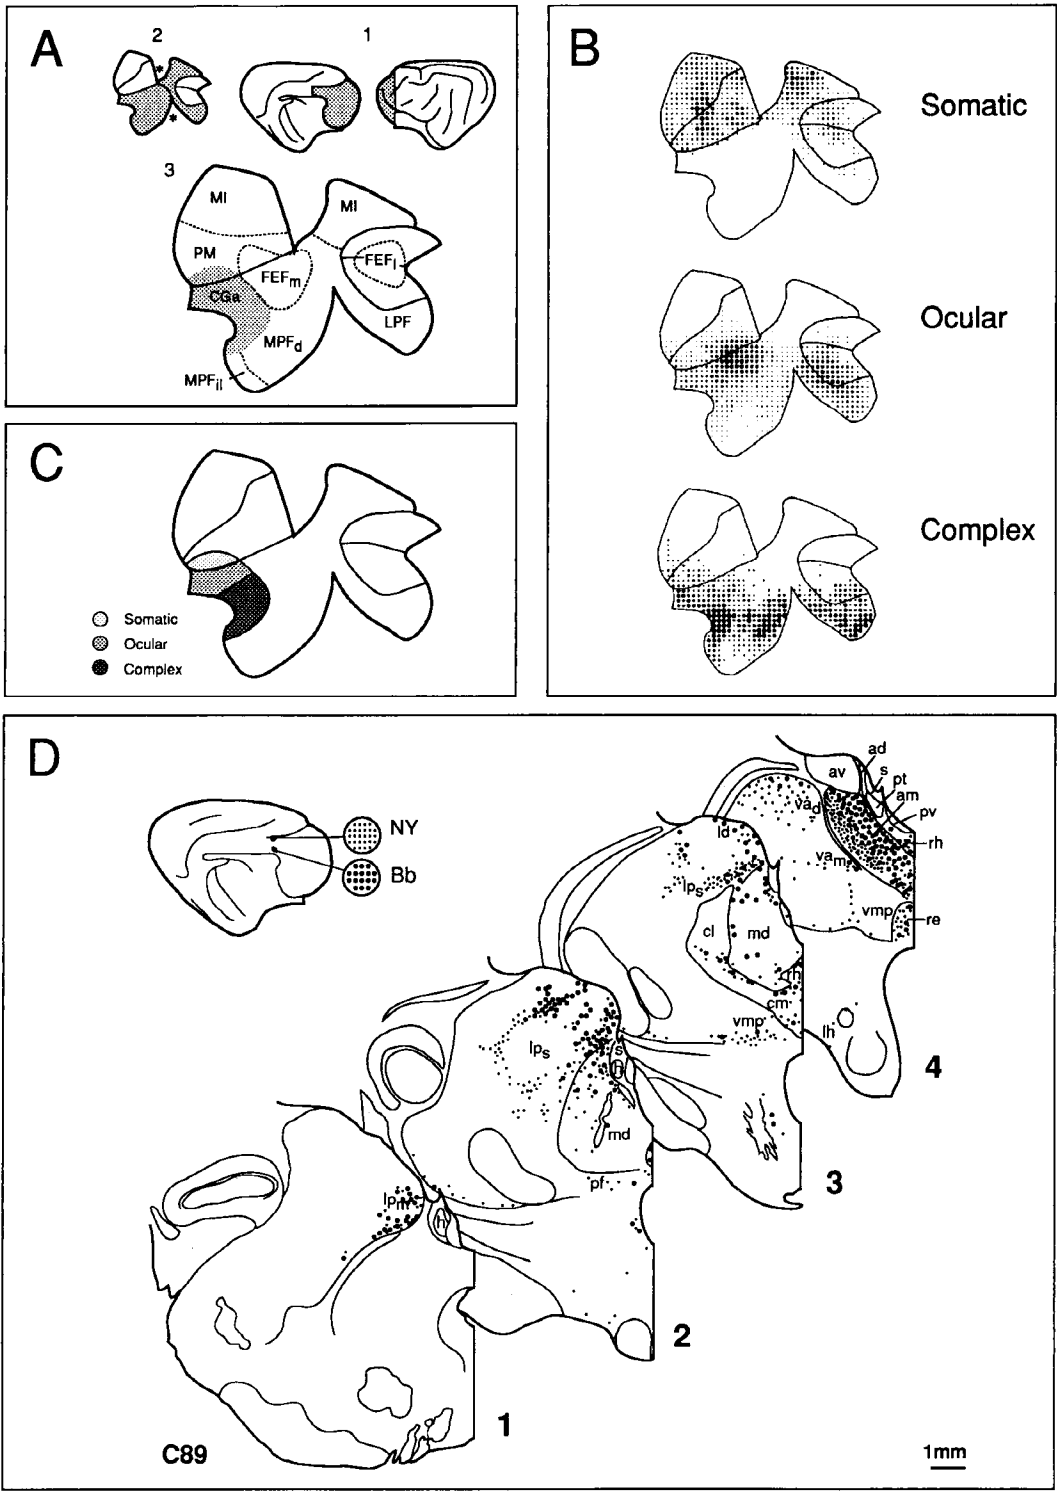 A
2
1
*
*
3
MI
MI
PM
FEFm
FEFl
CGa
LPF
MPFd
MPFil
B
Somatic
Ocular
Complex
C
Somatic
Ocular
Complex
D
NY
Bb
ad
s
pt
am
pv
rh
re
av
vad
vam
vmp
lh
4
ld
lps
cl
md
rh
cm
vmp
3
lps
s
h
md
pf
2
lpm
h
1
C89
1mm